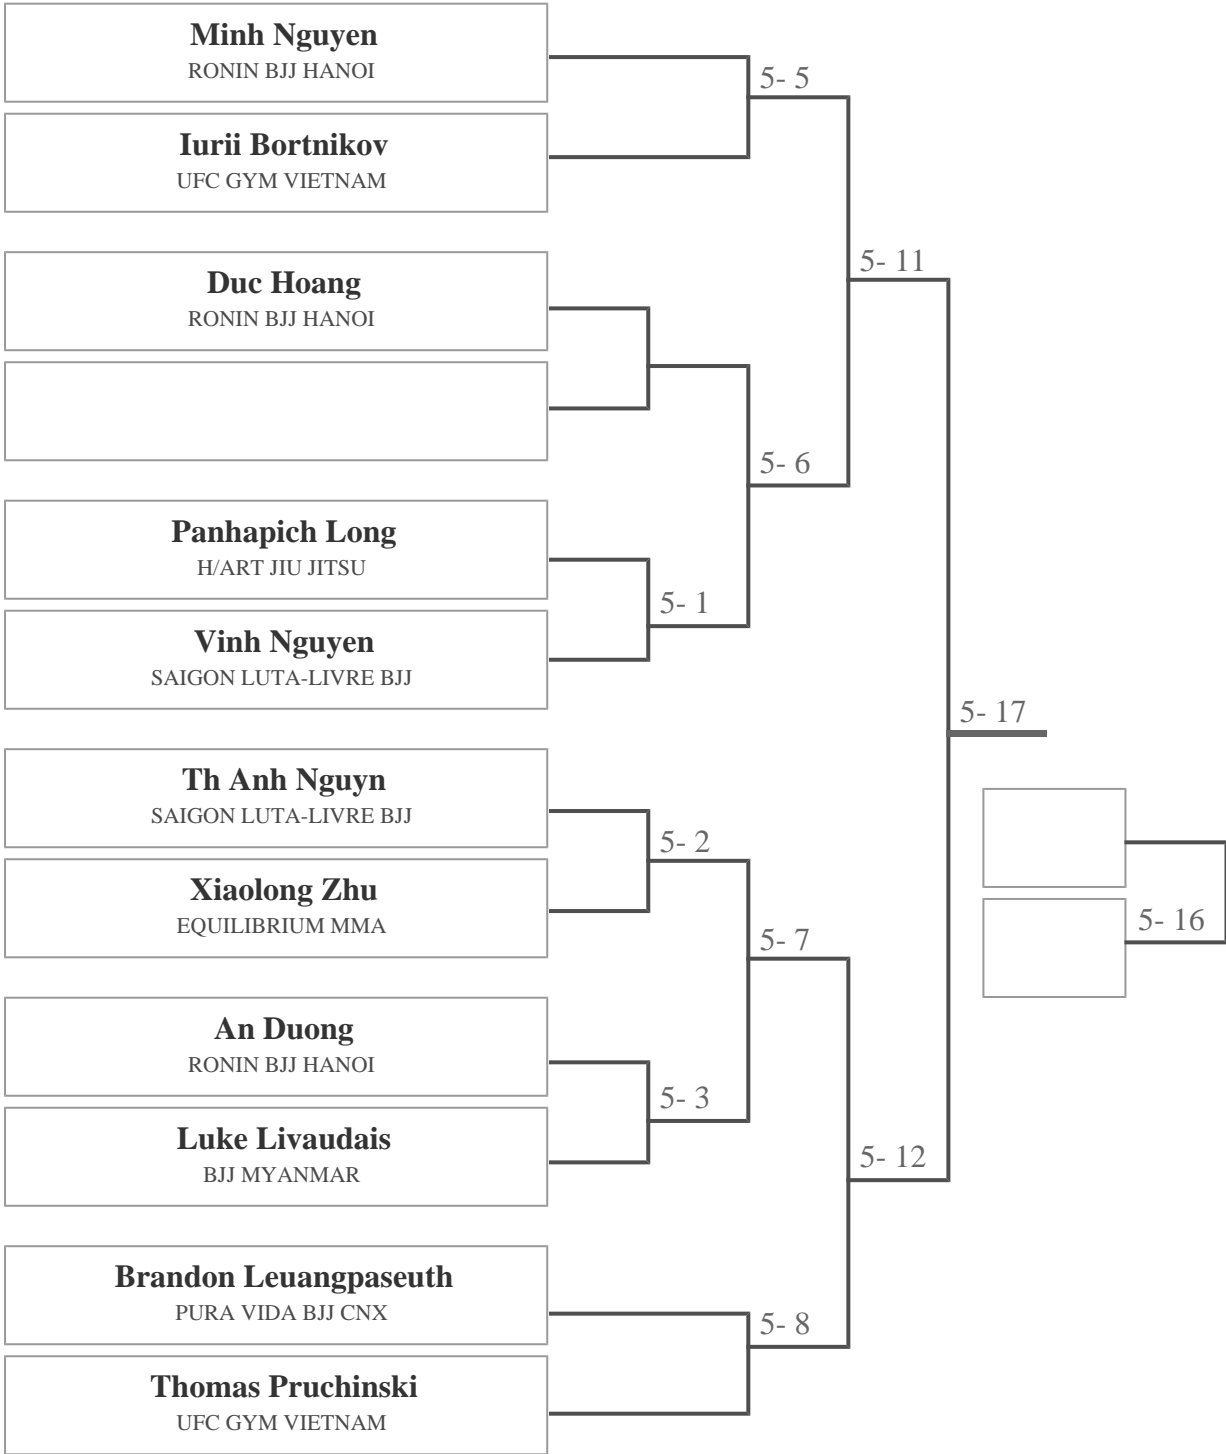 Minh Nguyen
RONIN BJJ HANOI
5- 5
Iurii Bortnikov
UFC GYM VIETNAM
5- 11
Duc Hoang
RONIN BJJ HANOI
5- 6
Panhapich Long
H/ART JIU JITSU
5- 1
Vinh Nguyen
SAIGON LUTA-LIVRE BJJ
5- 17
Th Anh Nguyn
SAIGON LUTA-LIVRE BJJ
5- 2
Xiaolong Zhu
EQUILIBRIUM MMA
5- 16
5- 7
An Duong
RONIN BJJ HANOI
5- 3
Luke Livaudais
BJJ MYANMAR
5- 12
Brandon Leuangpaseuth
PURA VIDA BJJ CNX
5- 8
Thomas Pruchinski
UFC GYM VIETNAM